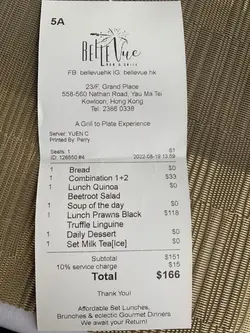 5A
BELLEVue
BAR & GRILL
FB: bellevuehk IG: bellevue.hk
23/F, Grand Place
558-560 Nathan Road, Yau Ma Tei
Kowloon, Hong Kong
Tel: 2366 0338
A Grill to Plate Experience
Server: YUEN C
Printed By: Perry
Seats: 1 S1
ID: 126650 #4 2022-08-19 13:59
1 Bread $0
1 Combination 1+2 $33
1 Lunch Quinoa $0
Beetroot Salad
1 Soup of the day $0
1 Lunch Prawns Black $118
Truffle Linguine
1 Daily Dessert $0
1 Set Milk Tea[Ice] $0
Subtotal $151
10% service charge $15
Total $166
Thank You!
Affordable Set Lunches,
Brunches & eclectic Gourmet Dinners
We await your Return!